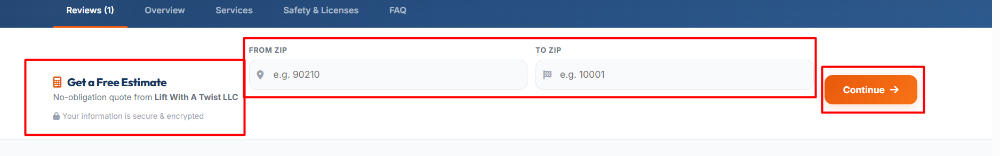 Reviews (1) Overview Services Safety & Licenses FAQ
FROM ZIP TO ZIP
e.g. 90210 e.g. 10001
Get a Free Estimate
No-obligation quote from Lift With A Twist LLC
Your information is secure & encrypted
Continue →